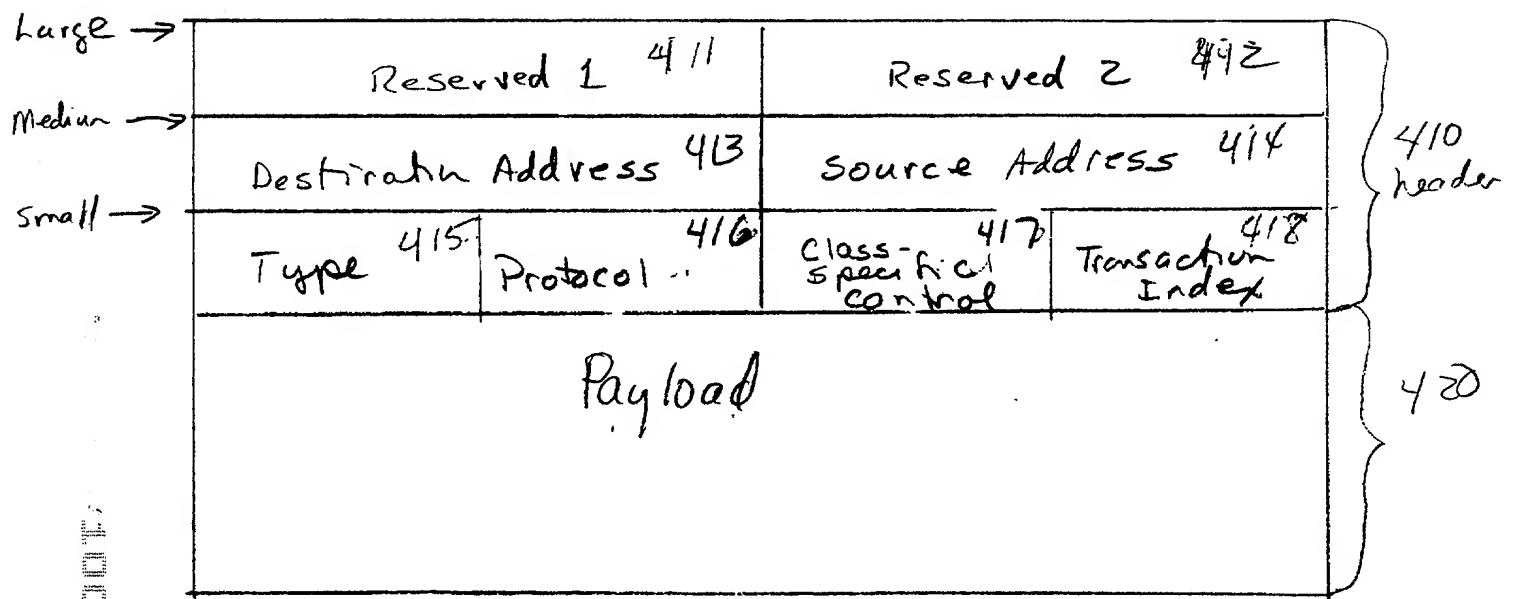 Large →
Reserved 1 411
Reserved 2 412
Medium →
Destination Address 413
Source Address 414
410
header
Small →
Type 415
Protocol 416
Class-
specific
control 417
Transaction
Index 418
Payload
420